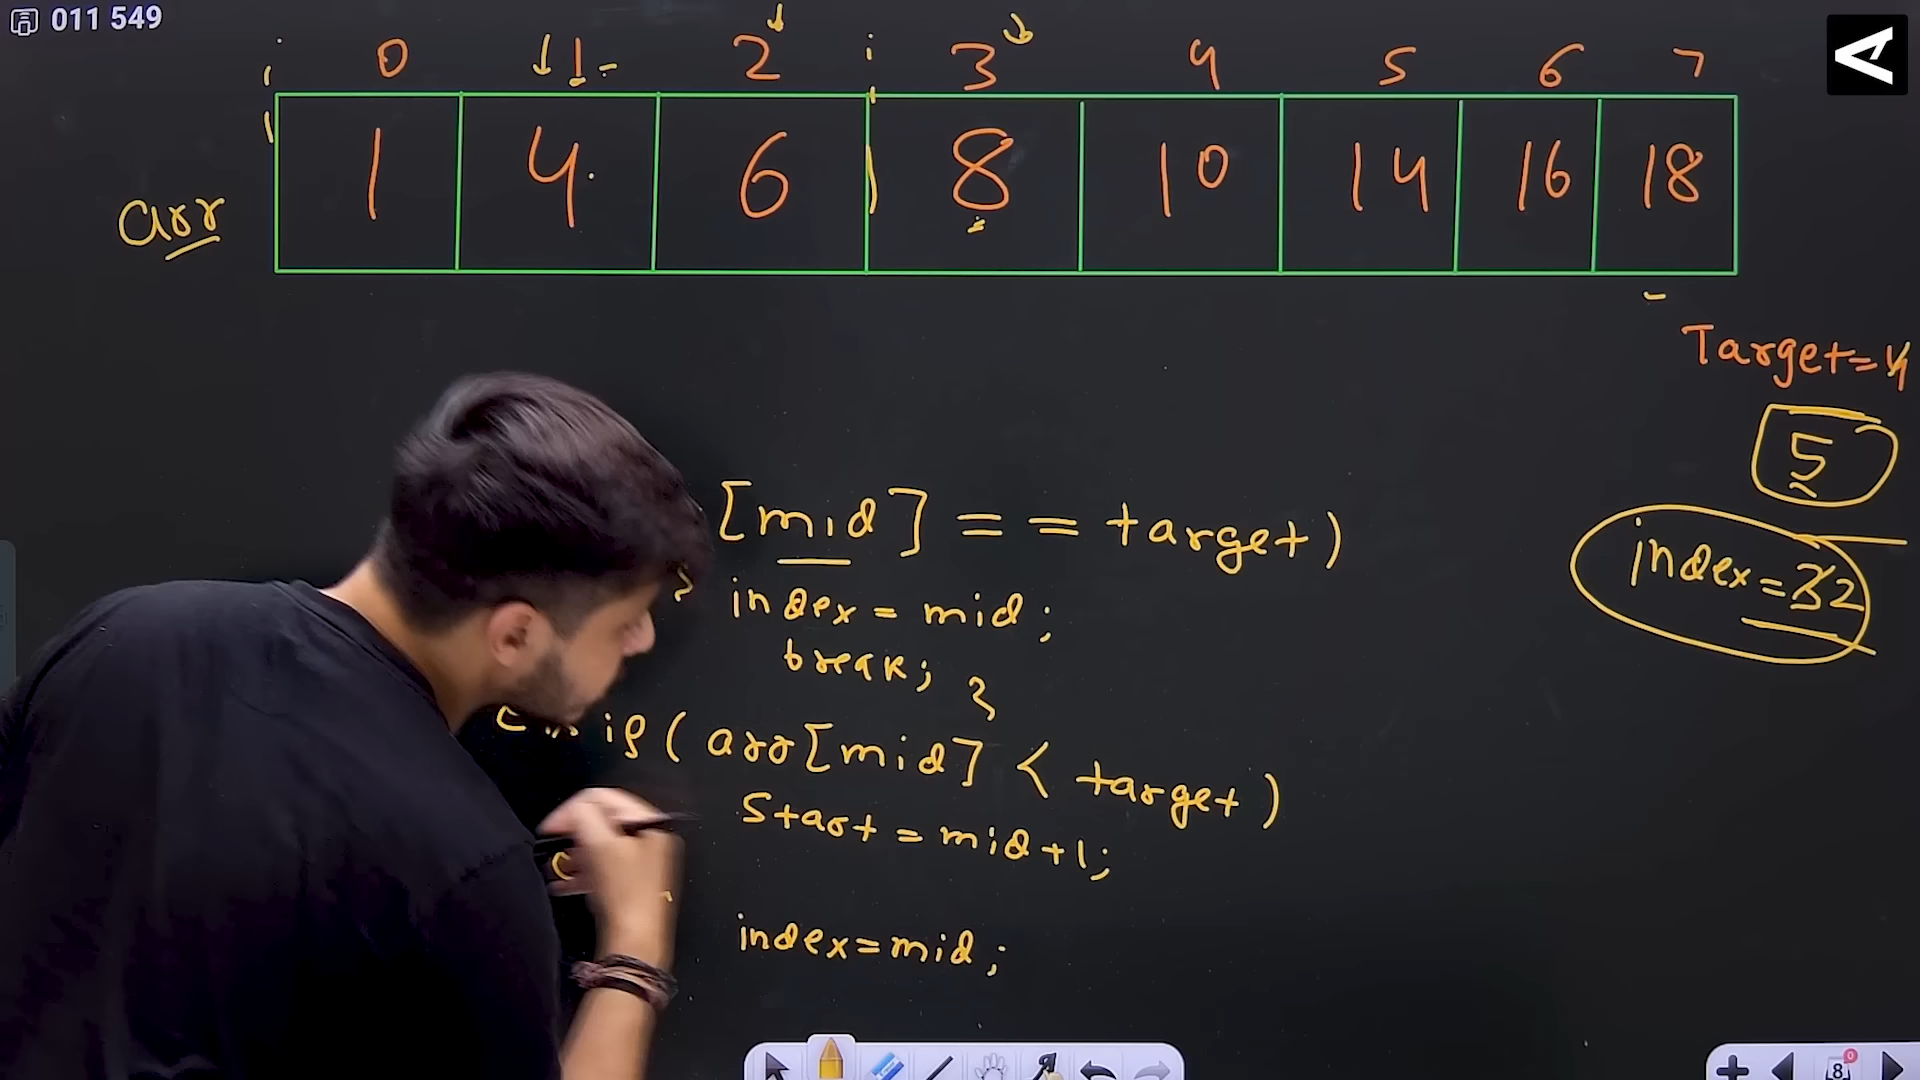 011 549
0 1 2 3 4 5 6 7
1 4 6 8 10 14 16 18
arr
Target=4
5
index=32
[mid] == target)
index = mid;
break; }
if (arr[mid] < target)
Start = mid+1;
index=mid;
8